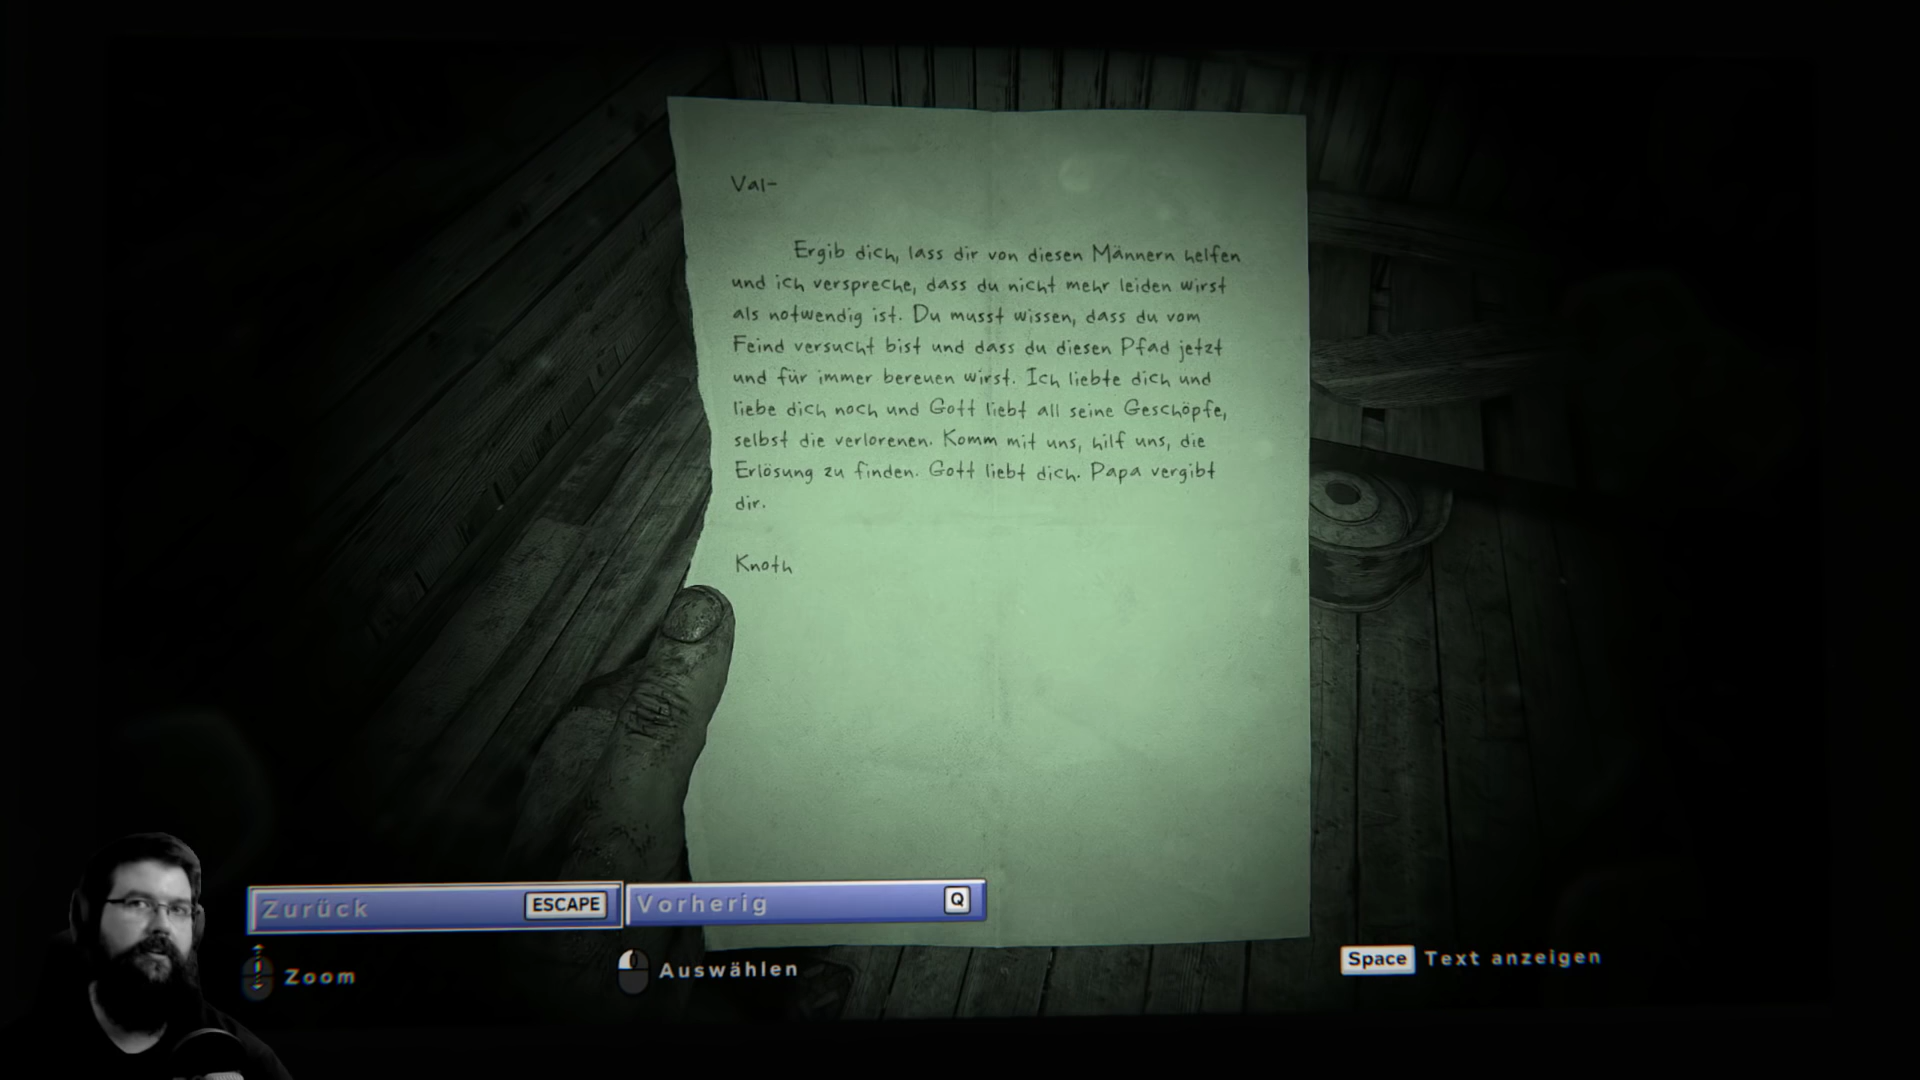 Val-
Ergib dich, lass dir von diesen Männern helfen
und ich verspreche, dass du nicht mehr leiden wirst
als notwendig ist. Du musst wissen, dass du vom
Feind versucht bist und dass du diesen Pfad jetzt
und für immer bereuen wirst. Ich liebte dich und
liebe dich noch und Gott liebt all seine Geschöpfe,
selbst die verlorenen. Komm mit uns, hilf uns, die
Erlösung zu finden. Gott liebt dich. Papa vergibt
dir.
Knoth
Zurück ESCAPE Vorherig Q
Zoom Auswählen Space Text anzeigen